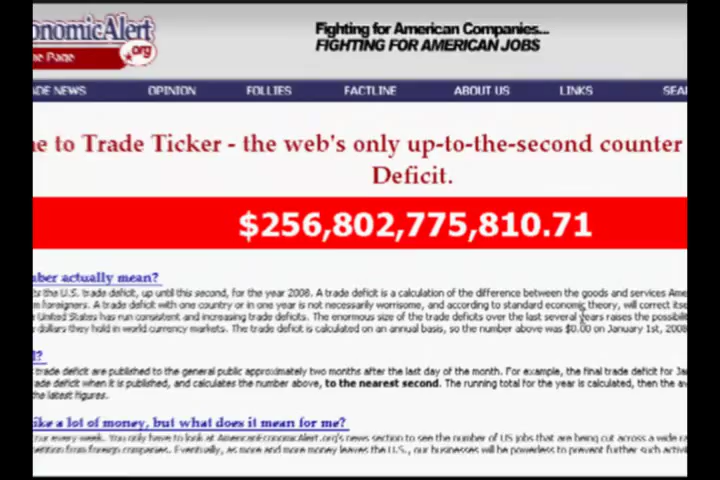 onomicAlert
.org
me Page
Fighting for American Companies...
FIGHTING FOR AMERICAN JOBS
ADE NEWS OPINION FOLLIES FACTLINE ABOUT US LINKS SEA
e to Trade Ticker - the web's only up-to-the-second counter
Deficit.
$256,802,775,810.71
mber actually mean?
ts the U.S. trade deficit, up until this second, for the year 2008. A trade deficit is a calculation of the difference between the goods and services Ame
m foreigners. A trade deficit with one country or in one year is not necessarily worrisome, and according to standard economic theory, will correct itse
United States has run consistent and increasing trade deficits. The enormous size of the trade deficits over the last several years raises the possibilit
y dollars they hold in world currency markets. The trade deficit is calculated on an annual basis, so the number above was $0.00 on January 1st, 2008
d?
trade deficit are published to the general public approximately two months after the last day of the month. For example, the final trade deficit for Ja
ade deficit when it is published, and calculates the number above, to the nearest second. The running total for the year is calculated, then the av
the latest figures.
like a lot of money, but what does it mean for me?
our every week. You only have to look at AmericanEconomicAlert.org's news section to see the number of US jobs that are being cut across a wide ra
petition from foreign companies. Eventually, as more and more money leaves the U.S., our businesses will be powerless to prevent further such activi